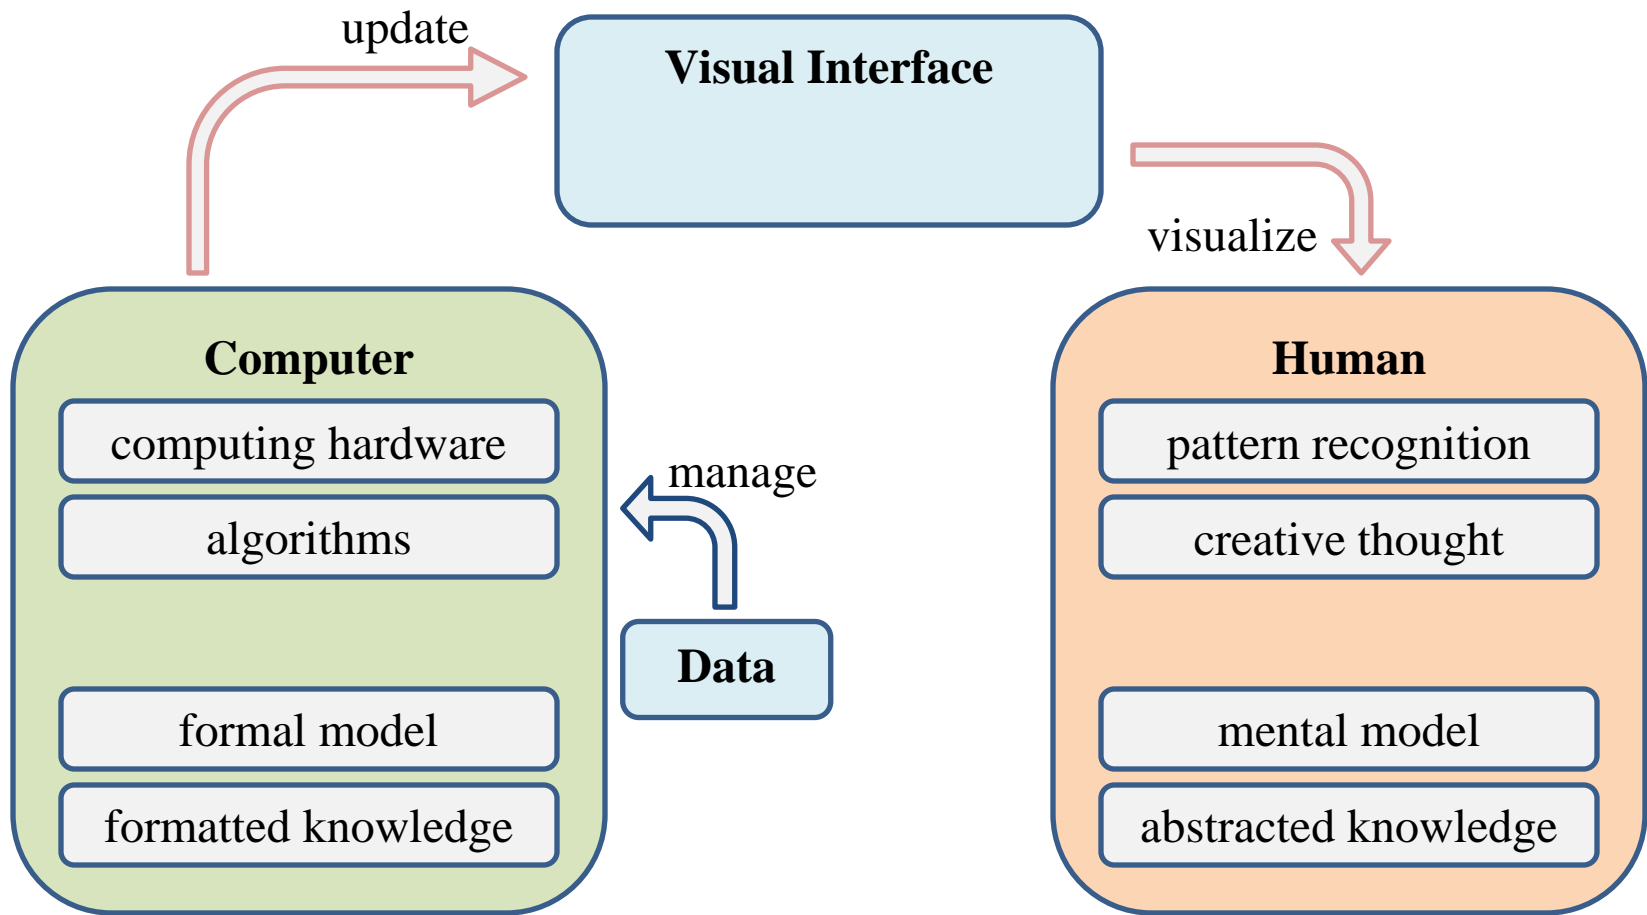 update
Visual Interface
visualize
Computer
computing hardware
algorithms
formal model
formatted knowledge
manage
Data
Human
pattern recognition
creative thought
mental model
abstracted knowledge